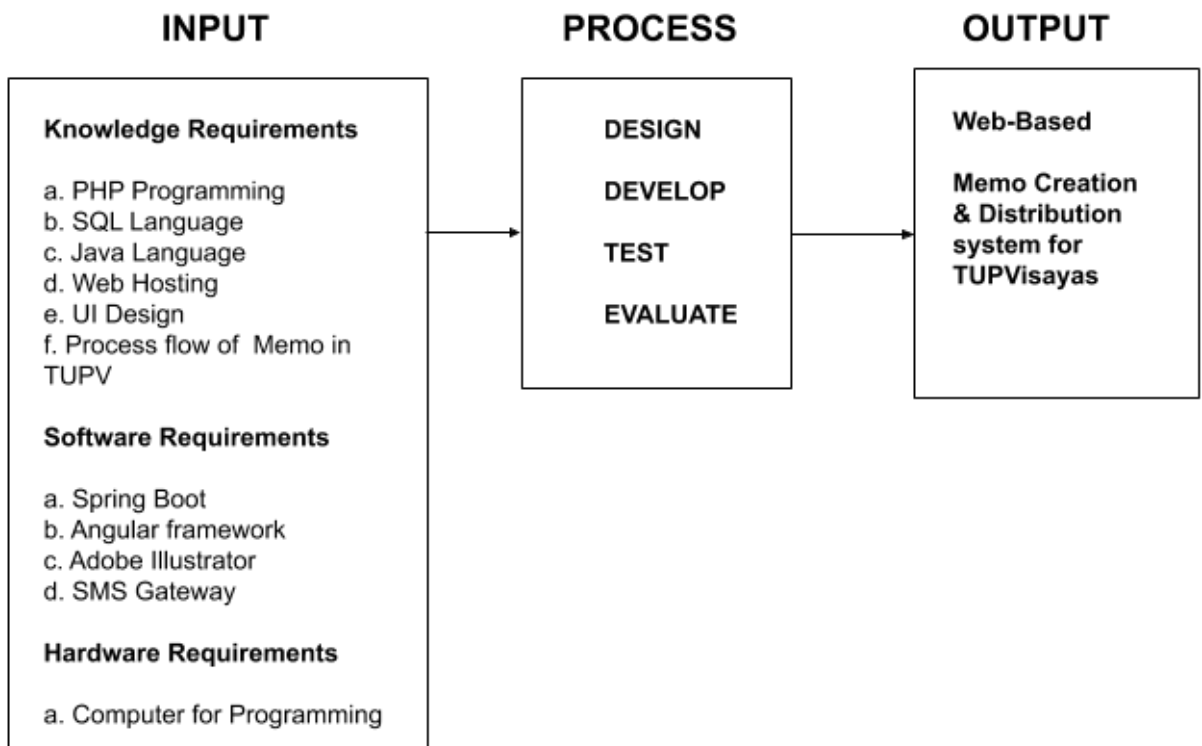 INPUT
Knowledge Requirements
a. PHP Programming
b. SQL Language
c. Java Language
d. Web Hosting
e. UI Design
f. Process flow of Memo in
TUPV
Software Requirements
a. Spring Boot
b. Angular framework
c. Adobe Illustrator
d. SMS Gateway
Hardware Requirements
a. Computer for Programming
PROCESS
DESIGN
DEVELOP
TEST
EVALUATE
OUTPUT
Web-Based
Memo Creation
& Distribution
system for
TUPVisayas